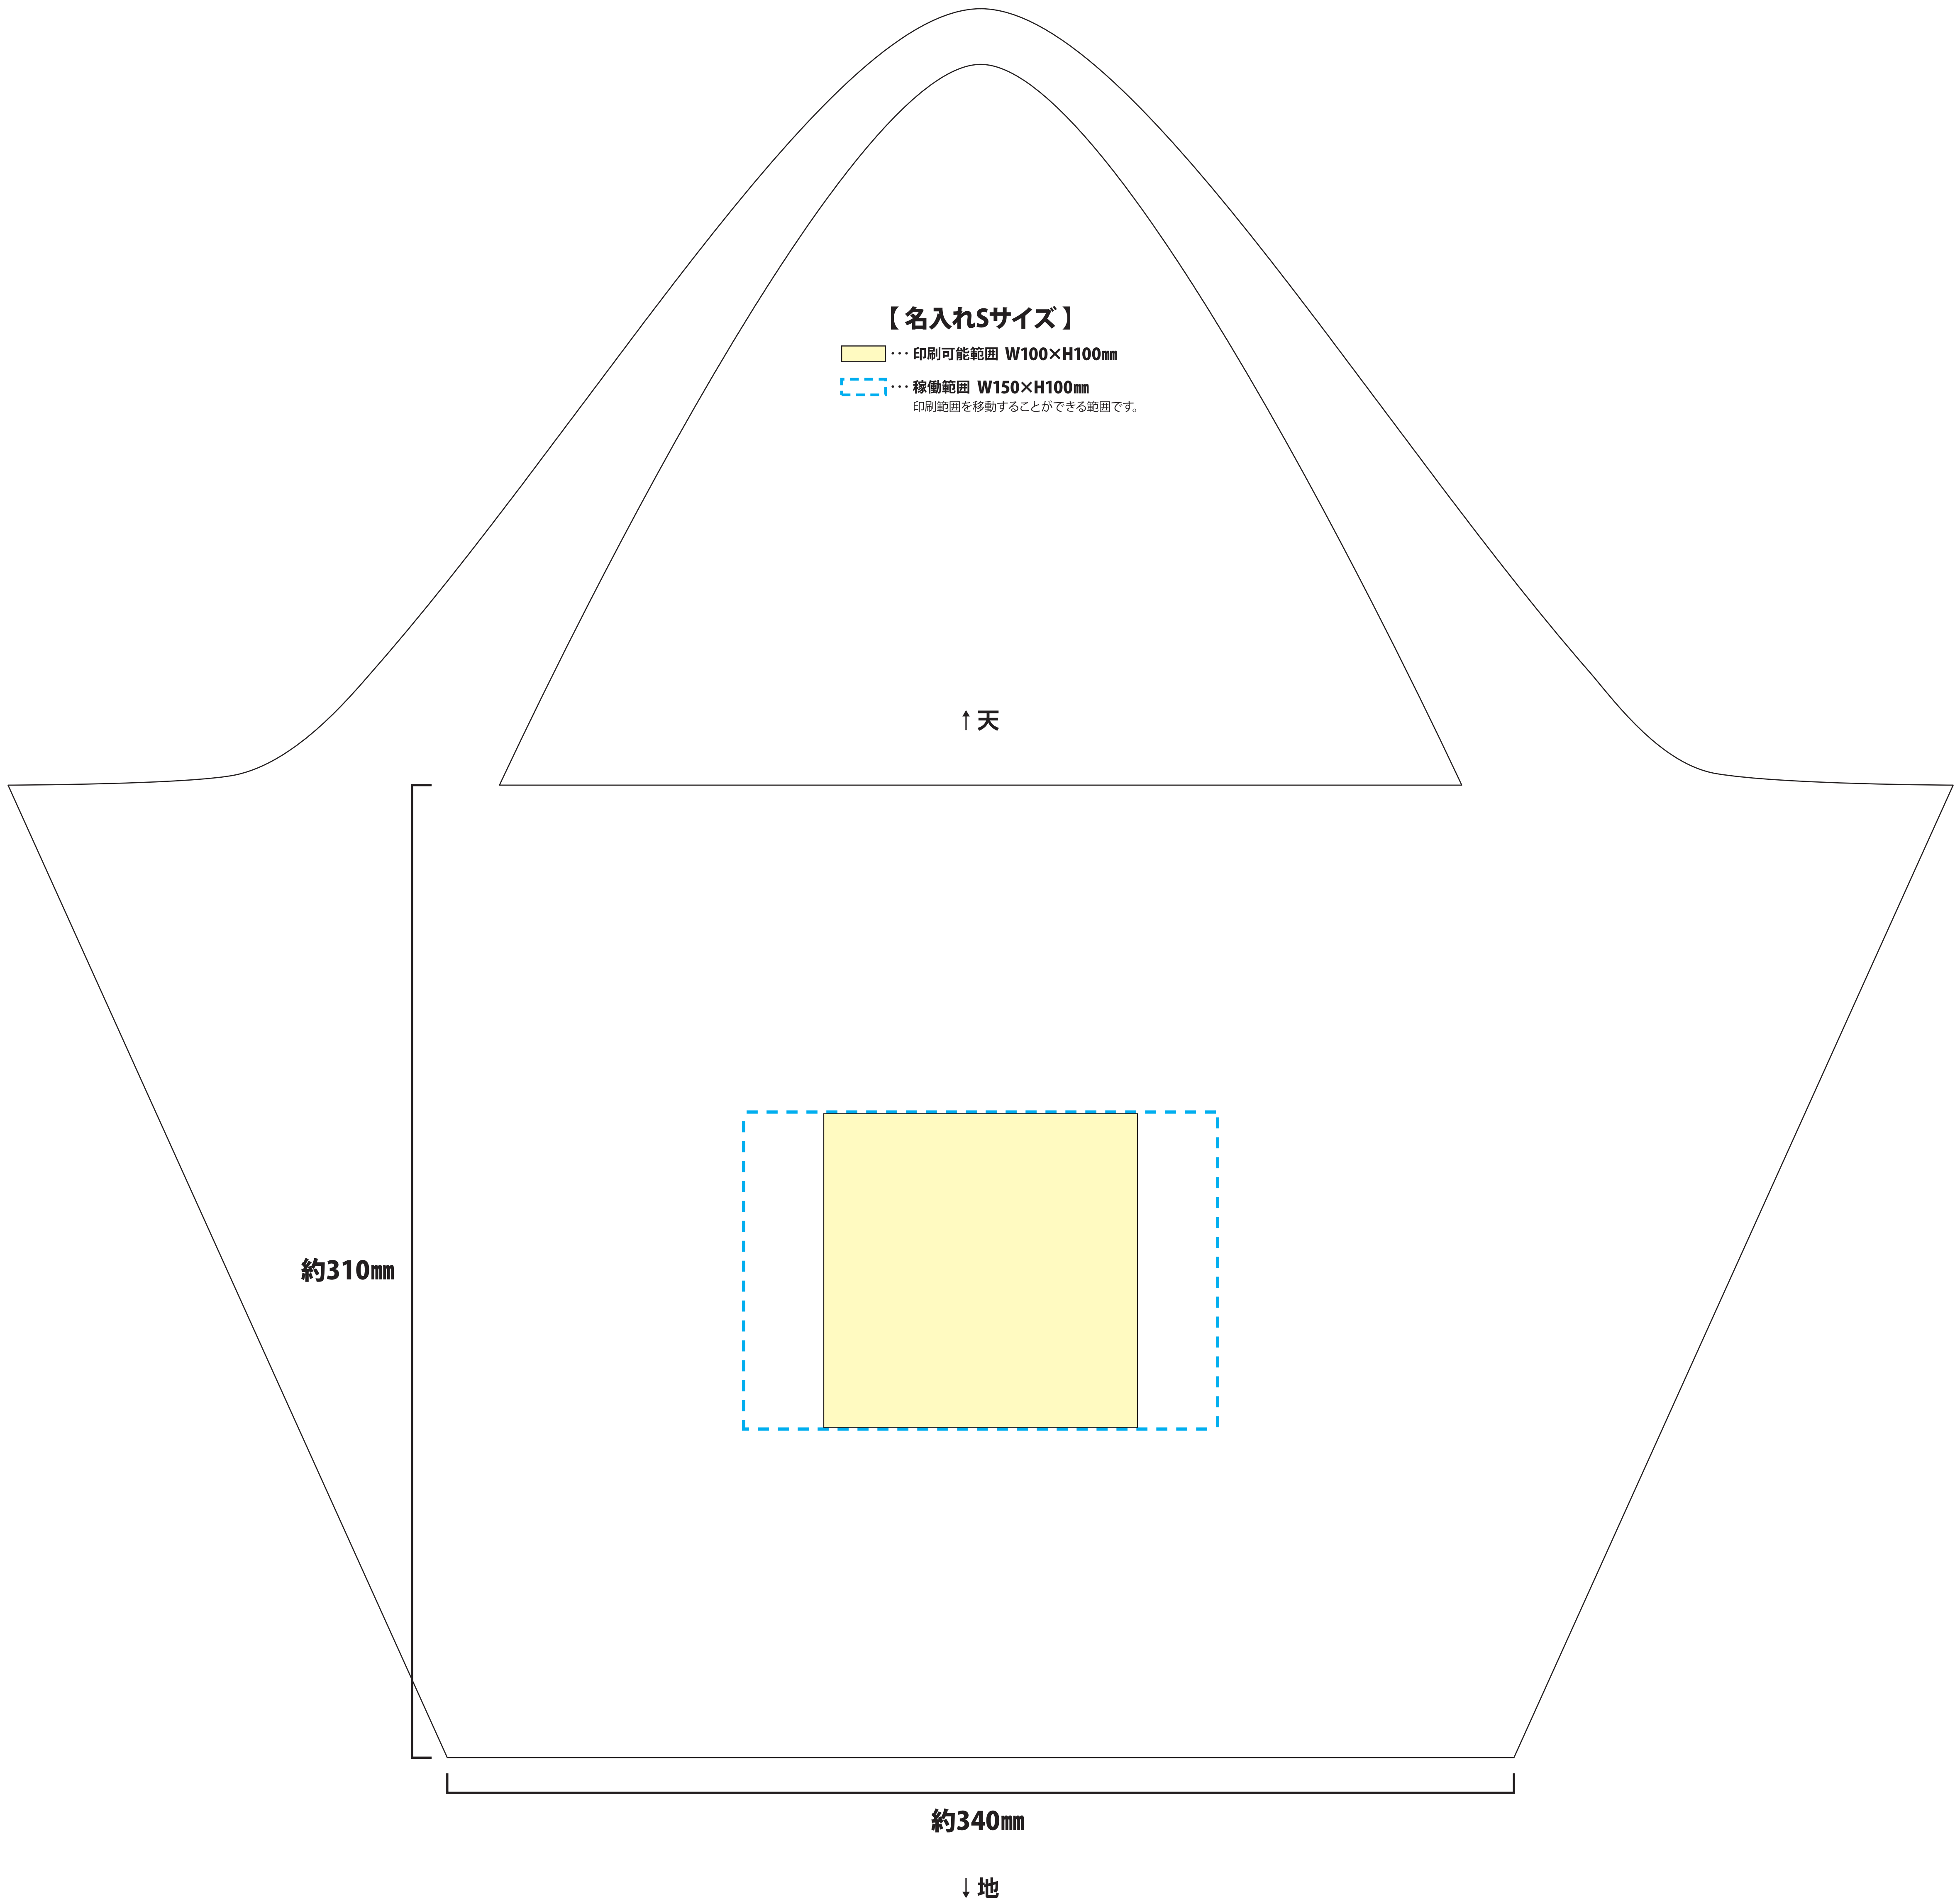 【 名入れSサイズ 】
･･･ 印刷可能範囲 W100×H100㎜
･･･ 稼働範囲 W150×H100㎜
印刷範囲を移動することができる範囲です。
↑天
約310㎜
約340㎜
↓地